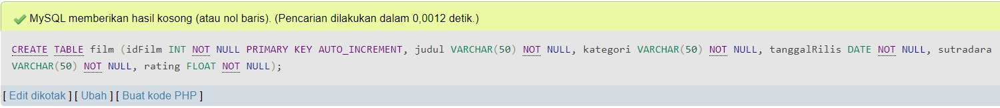 MySQL memberikan hasil kosong (atau nol baris). (Pencarian dilakukan dalam 0,0012 detik.)
CREATE TABLE film (idFilm INT NOT NULL PRIMARY KEY AUTO_INCREMENT, judul VARCHAR(50) NOT NULL, kategori VARCHAR(50) NOT NULL, tanggalRilis DATE NOT NULL, sutradara
VARCHAR(50) NOT NULL, rating FLOAT NOT NULL);
[ Edit dikotak ] [ Ubah ] [ Buat kode PHP ]